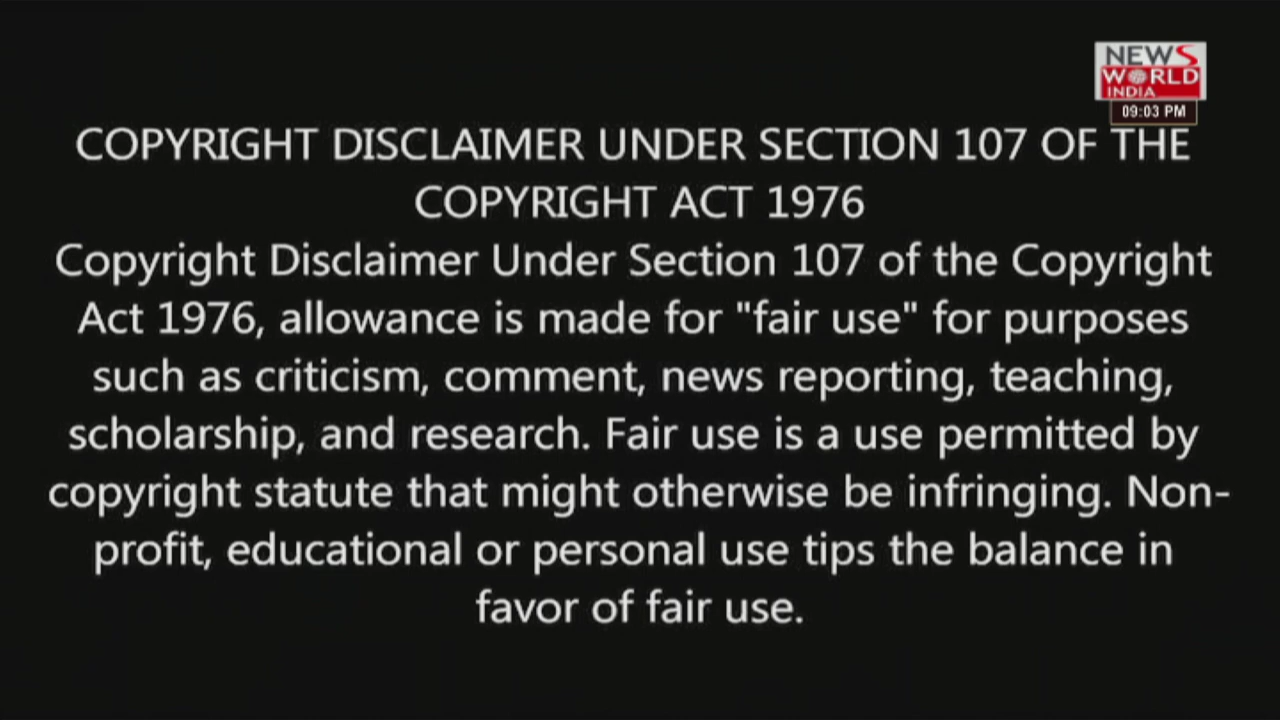 NEWS
WORLD
INDIA
09:03 PM
COPYRIGHT DISCLAIMER UNDER SECTION 107 OF THE
COPYRIGHT ACT 1976
Copyright Disclaimer Under Section 107 of the Copyright
Act 1976, allowance is made for "fair use" for purposes
such as criticism, comment, news reporting, teaching,
scholarship, and research. Fair use is a use permitted by
copyright statute that might otherwise be infringing. Non-
profit, educational or personal use tips the balance in
favor of fair use.